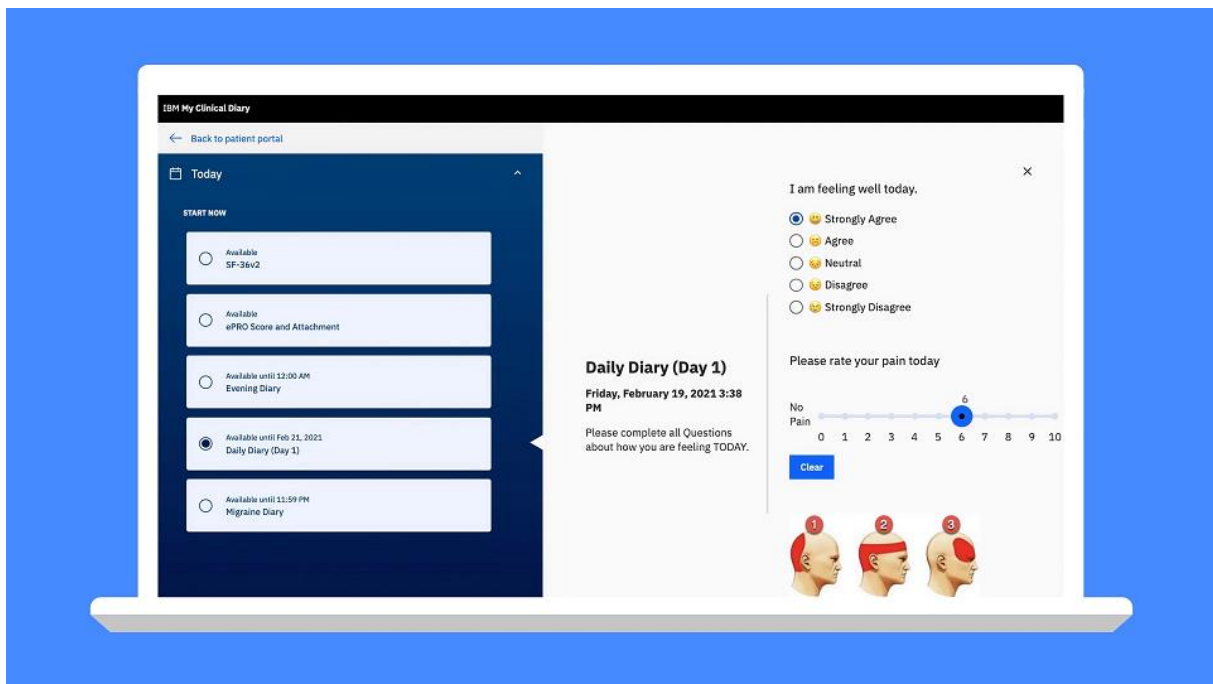 IBM My Clinical Diary
Back to patient portal
Today
START NOW
Available
SF-36v2
Available
ePRO Score and Attachment
Available until 12:00 AM
Evening Diary
Available until Feb 21, 2021
Daily Diary (Day 1)
Available until 11:59 PM
Migraine Diary
Daily Diary (Day 1)
Friday, February 19, 2021 3:38
PM
Please complete all Questions
about how you are feeling TODAY.
I am feeling well today.
Strongly Agree
Agree
Neutral
Disagree
Strongly Disagree
Please rate your pain today
6
No
Pain
0 1 2 3 4 5 6 7 8 9 10
Clear
1 2 3